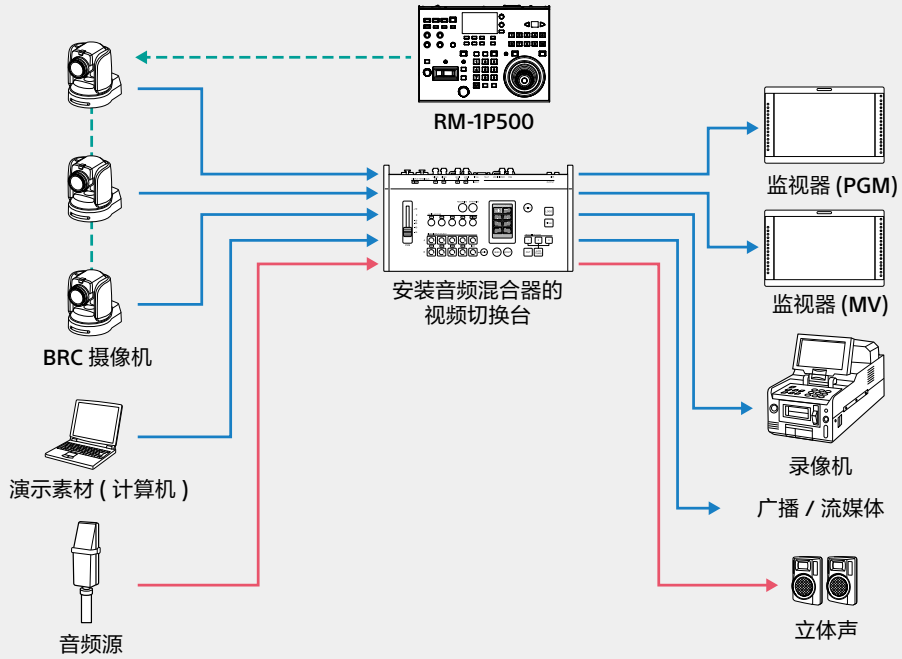 RM-1P500
监视器 (PGM)
安装音频混合器的
视频切换台
监视器 (MV)
BRC 摄像机
录像机
演示素材 ( 计算机 )
广播 / 流媒体
音频源
立体声